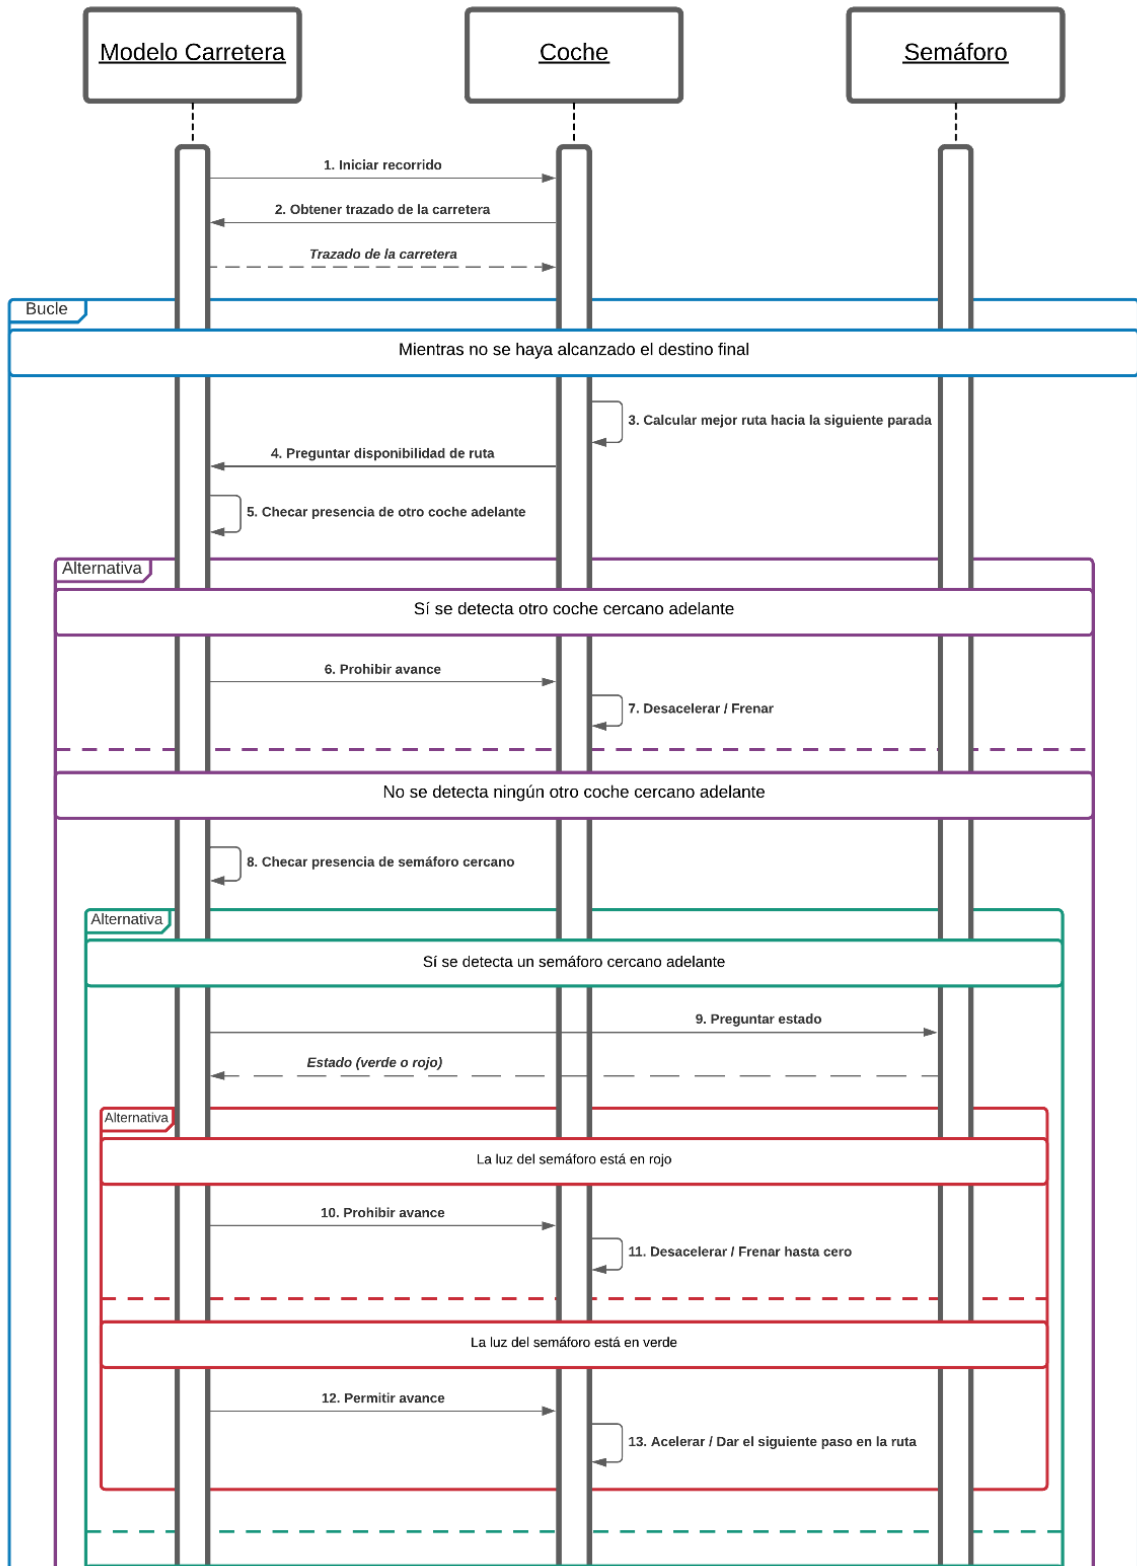 Modelo Carretera
Coche
Semáforo
1. Iniciar recorrido
2. Obtener trazado de la carretera
Trazado de la carretera
Bucle
Mientras no se haya alcanzado el destino final
3. Calcular mejor ruta hacia la siguiente parada
4. Preguntar disponibilidad de ruta
5. Checar presencia de otro coche adelante
Alternativa
Sí se detecta otro coche cercano adelante
6. Prohibir avance
7. Desacelerar / Frenar
No se detecta ningún otro coche cercano adelante
8. Checar presencia de semáforo cercano
Alternativa
Sí se detecta un semáforo cercano adelante
9. Preguntar estado
Estado (verde o rojo)
Alternativa
La luz del semáforo está en rojo
10. Prohibir avance
11. Desacelerar / Frenar hasta cero
La luz del semáforo está en verde
12. Permitir avance
13. Acelerar / Dar el siguiente paso en la ruta